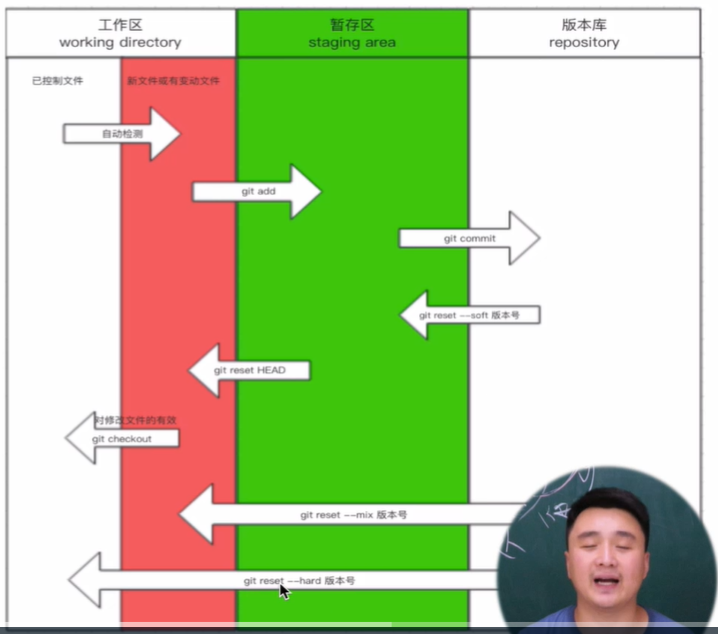 工作区
working directory
暂存区
staging area
版本库
repository
已控制文件
新文件或有变动文件
自动检测
git add
git commit
git reset --soft 版本号
git reset HEAD
对修改文件的有效
git checkout
git reset --mix 版本号
git reset --hard 版本号